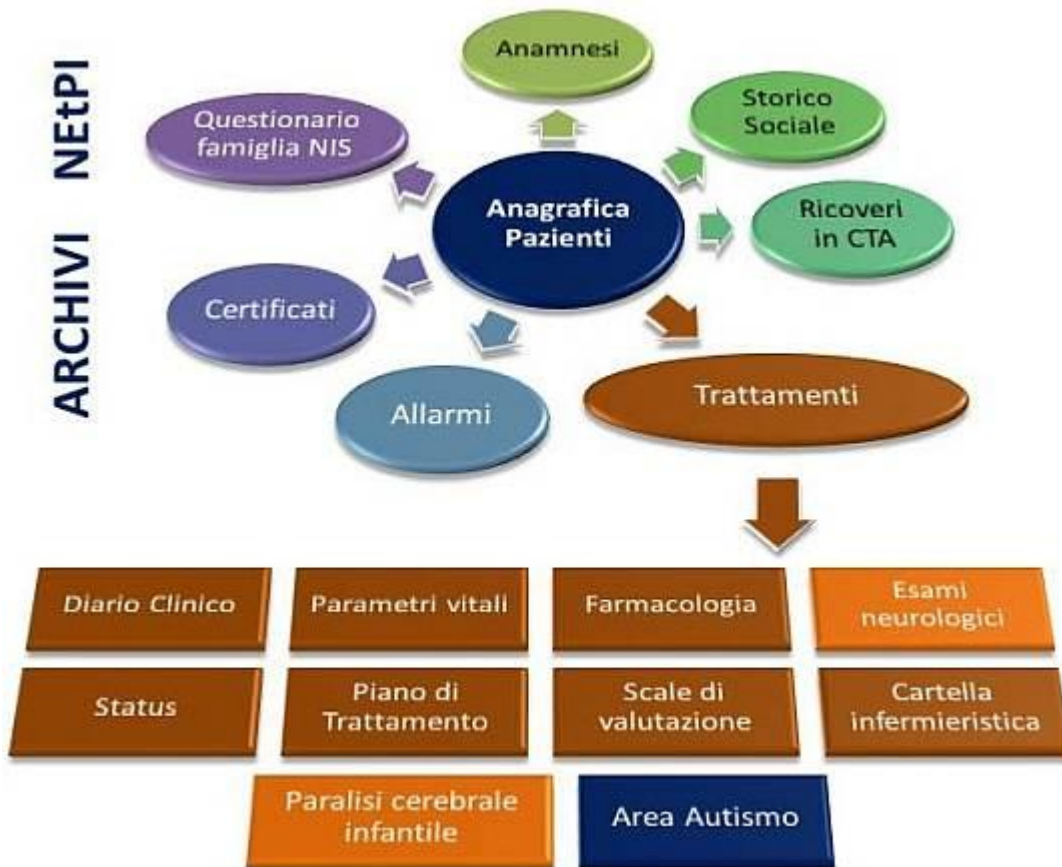 ARCHIVI NEtPI
Anamnesi
Questionario
famiglia NIS
Storico
Sociale
Anagrafica
Pazienti
Ricoveri
in CTA
Certificati
Allarmi
Trattamenti
Diario Clinico
Parametri vitali
Farmacologia
Esami
neurologici
Status
Piano di
Trattamento
Scale di
valutazione
Cartella
infermieristica
Paralisi cerebrale
infantile
Area Autismo